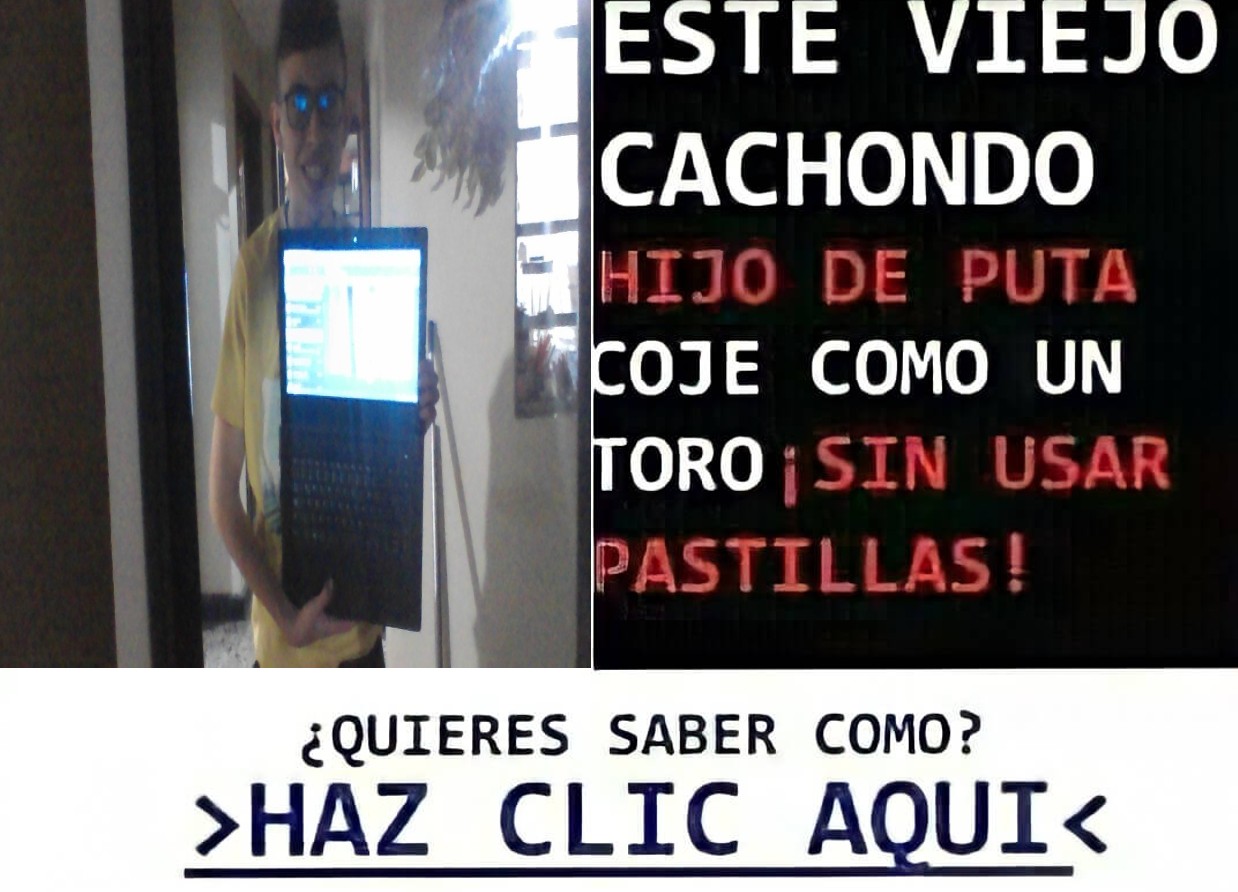 ESTE VIEJO
CACHONDO
HIJO DE PUTA
COJE COMO UN
TORO ¡SIN USAR
PASTILLAS!
¿QUIERES SABER COMO?
>HAZ CLIC AQUI<